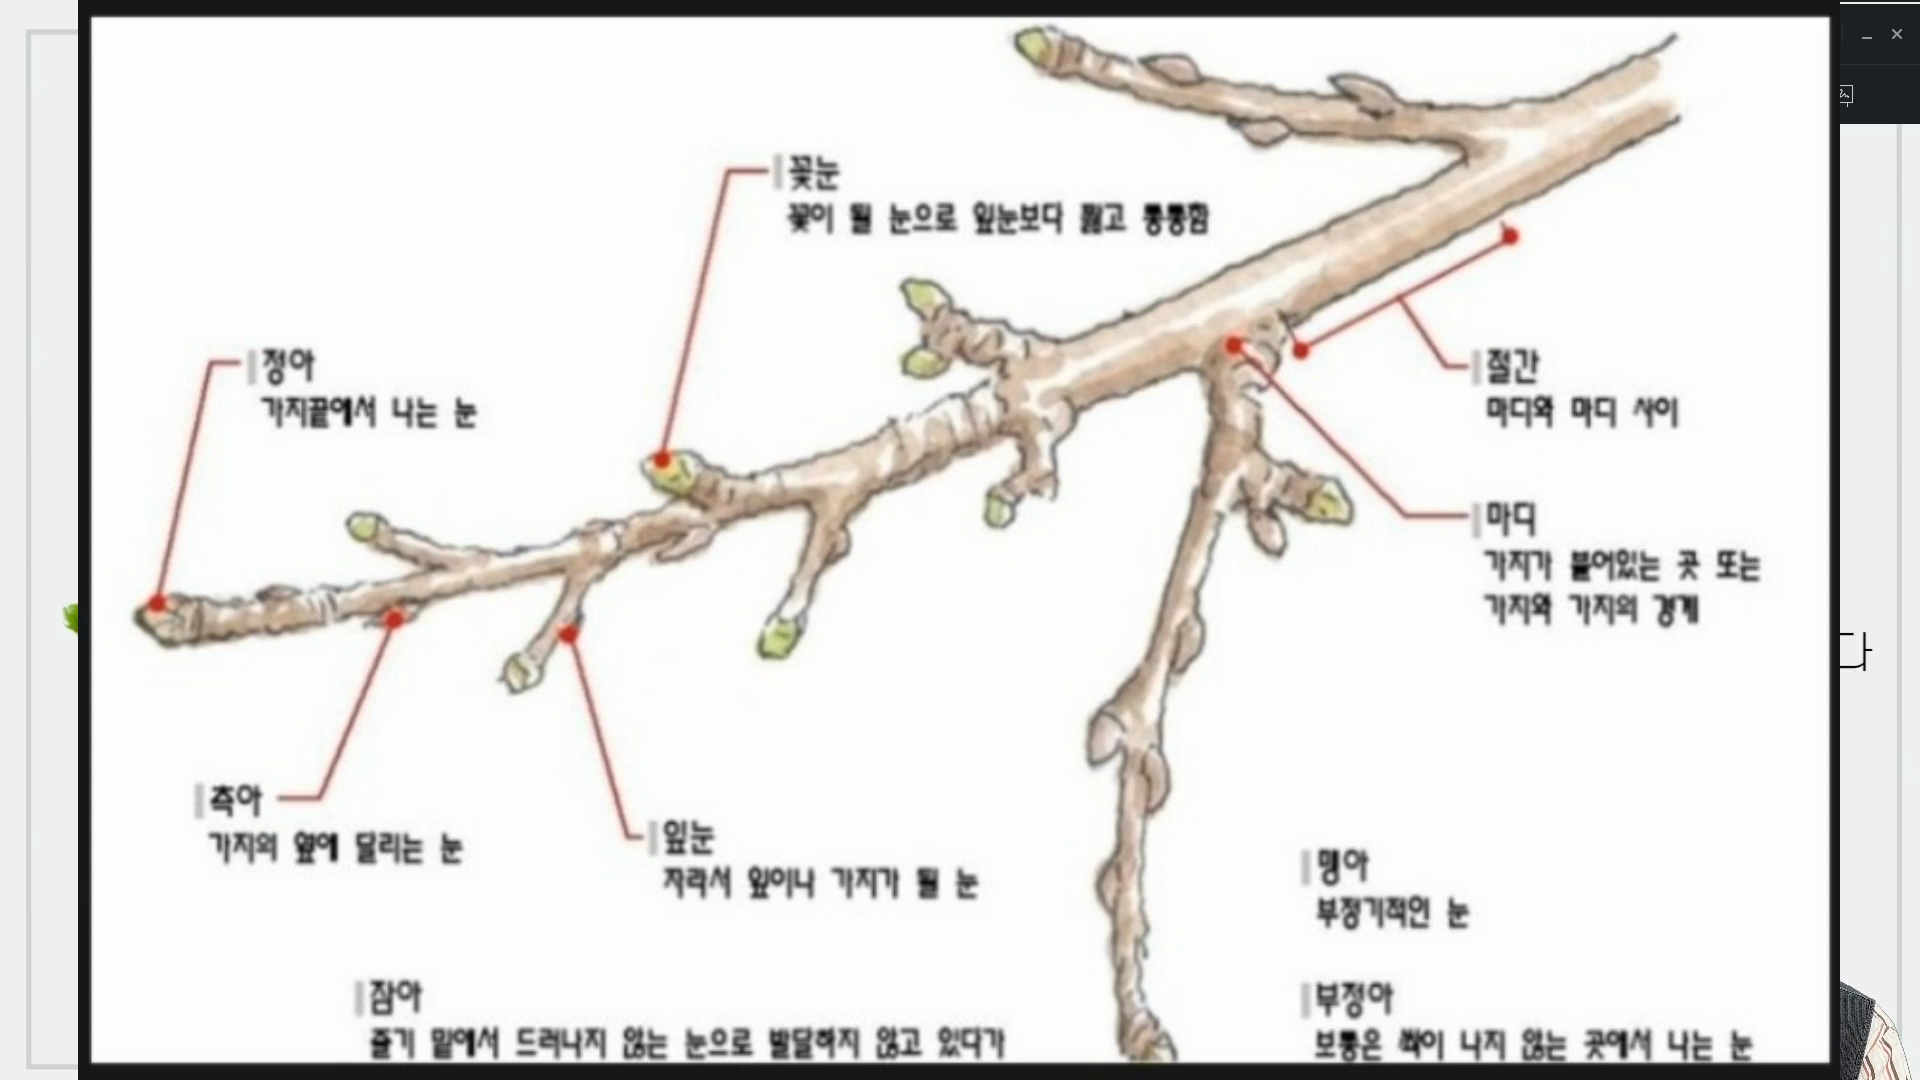 꽃눈
꽃이 될 눈으로 잎눈보다 굵고 통통함
정아
가지끝에서 나는 눈
절간
마디와 마디 사이
마디
가지가 붙어있는 곳 또는
가지와 가지의 경계
측아
가지의 옆에 달리는 눈
잎눈
자라서 잎이나 가지가 될 눈
맹아
부정기적인 눈
잠아
줄기 밑에서 드러나지 않는 눈으로 발달하지 않고 있다가
부정아
보통은 싹이 나지 않는 곳에서 나는 눈
다